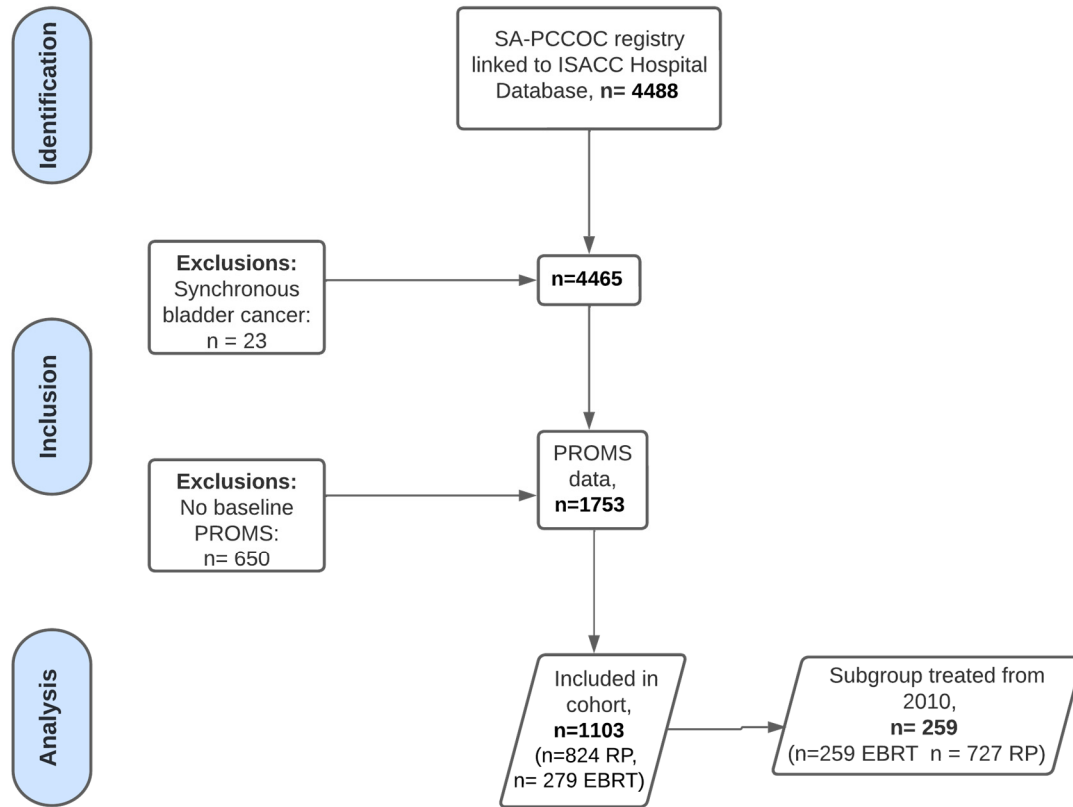 Identification
SA-PCCOC registry
linked to ISACC Hospital
Database, n= 4488
Exclusions:
Synchronous
bladder cancer:
n = 23
n=4465
Inclusion
PROMS
data,
n=1753
Exclusions:
No baseline
PROMS:
n= 650
Analysis
Included in
cohort,
n=1103
(n=824 RP,
n= 279 EBRT)
Subgroup treated from
2010,
n= 259
(n=259 EBRT  n = 727 RP)